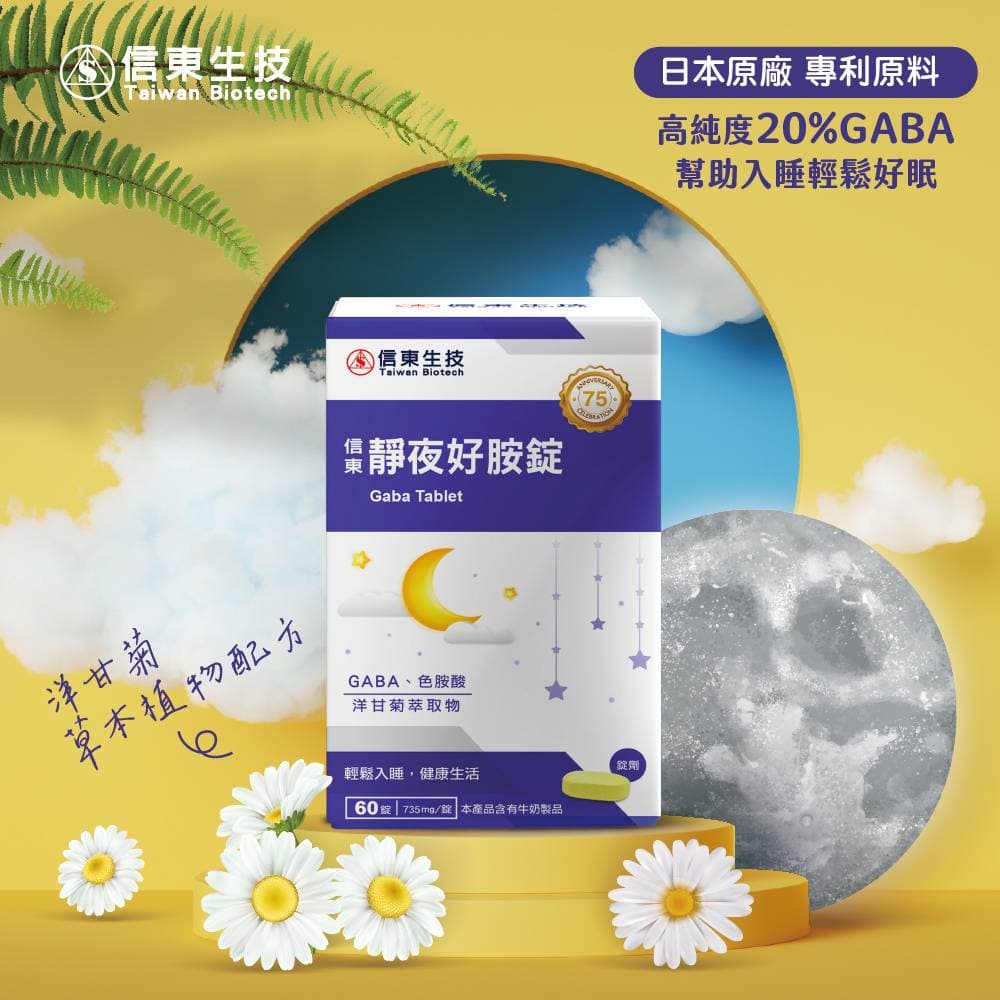 信東生技
Taiwan Biotech
日本原廠 專利原料
高純度20%GABA
幫助入睡輕鬆好眠
信東生技
信東生技
Taiwan Biotech
ANNIVERSARY
75
CELEBRATION
信東 靜夜好胺錠
Gaba Tablet
GABA、色胺酸
洋甘菊萃取物
輕鬆入睡，健康生活
錠劑
60錠 735mg/錠 本產品含有牛奶製品
洋甘菊
草本植物配方